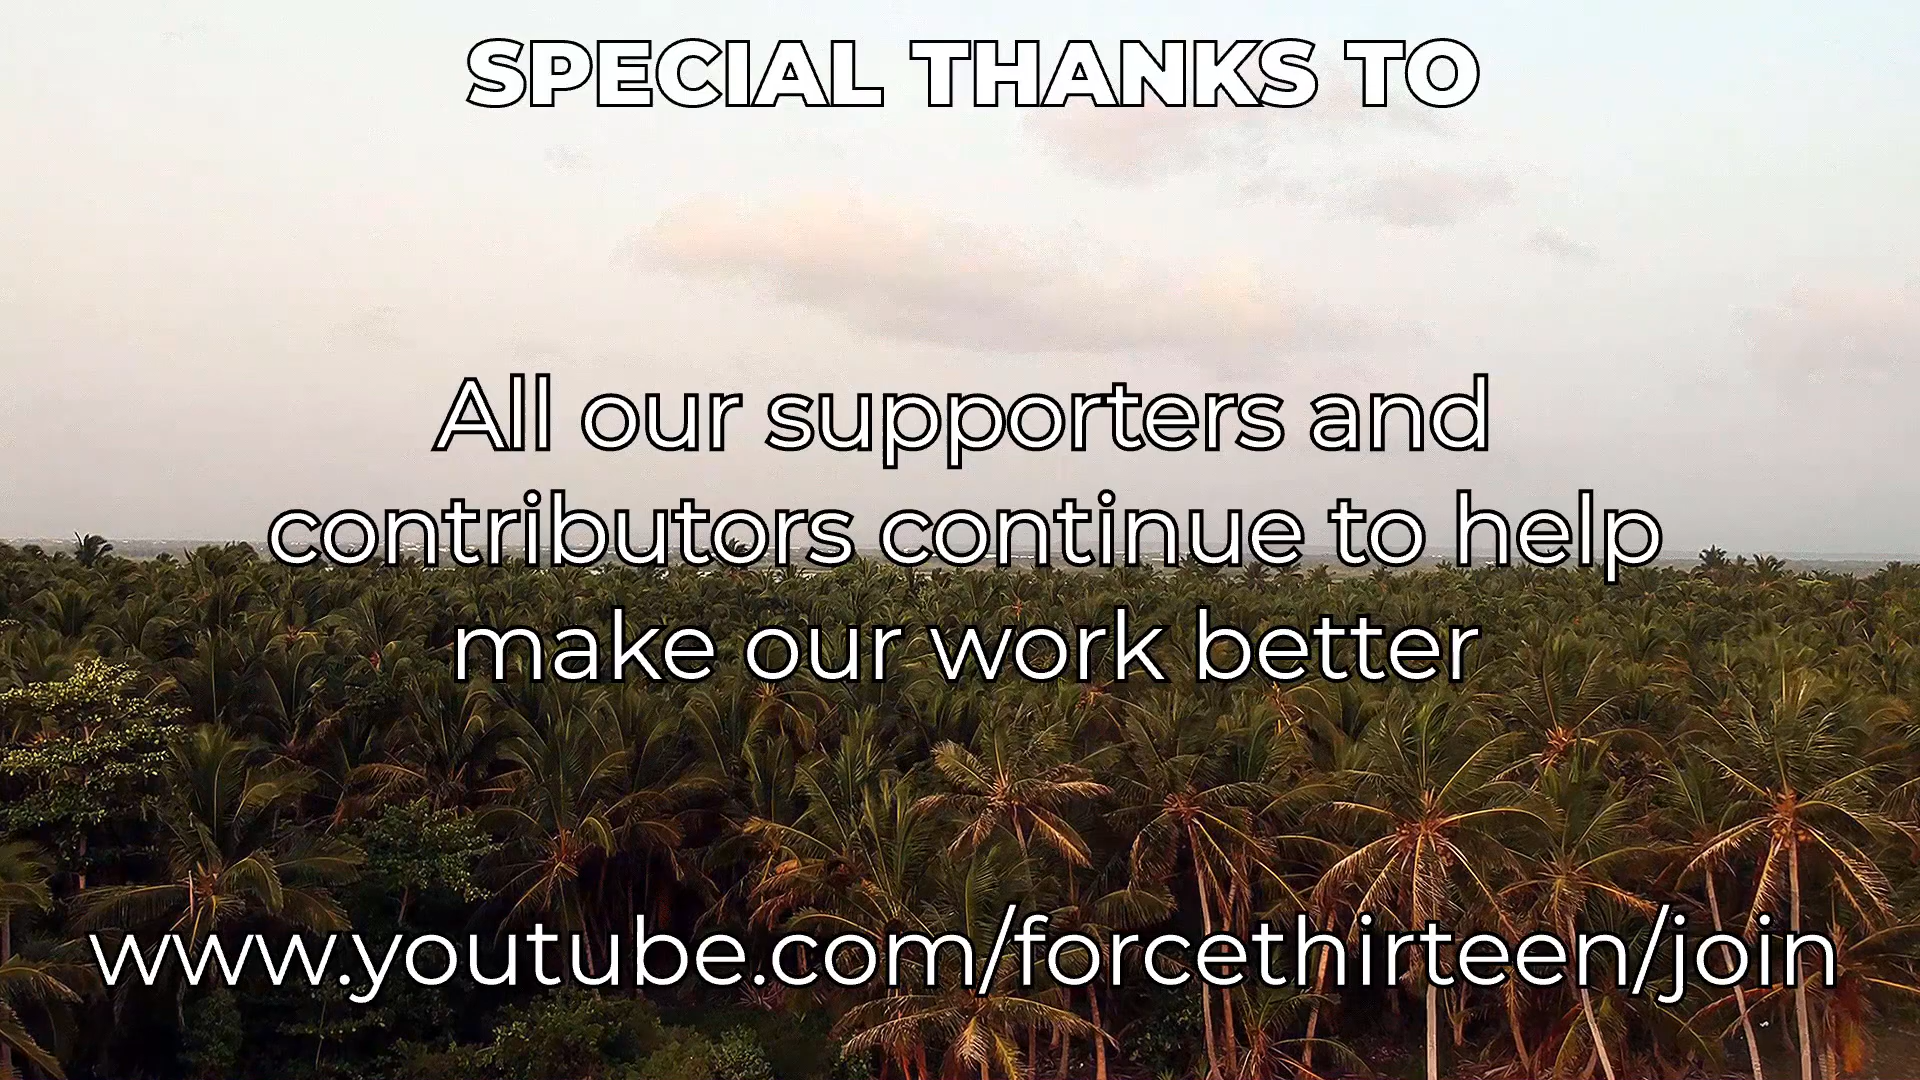 SPECIAL THANKS TO
All our supporters and
contributors continue to help
make our work better
www.youtube.com/forcethirteen/join